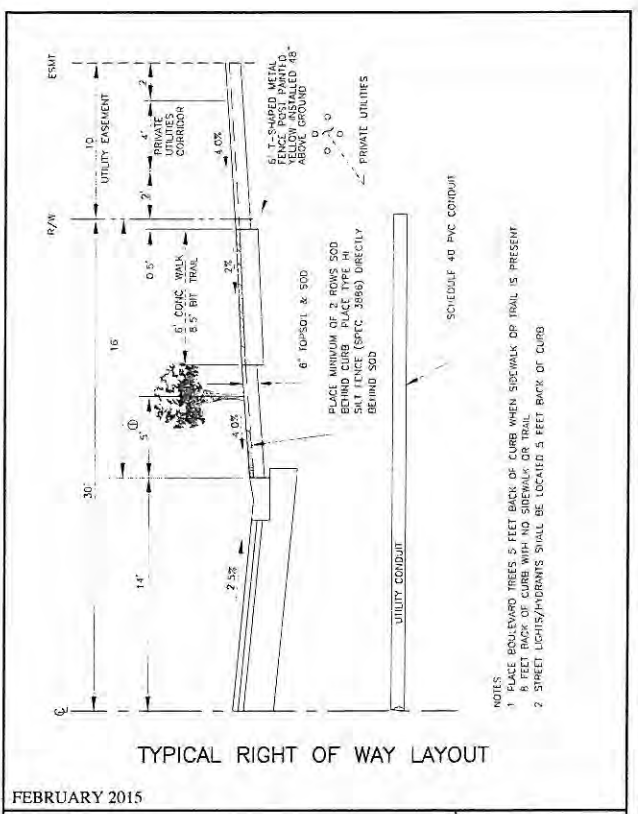 ESMT
10
UTILITY EASEMENT
2'
4'
PRIVATE
UTILITIES
CORRIDOR
2'
R/W
4.0%
6' T-SHAPED METAL
FENCE POST PAINTED
YELLOW INSTALLED 48"
ABOVE GROUND
PRIVATE UTILITIES
0.5'
16
6' CONC WALK
8.5' BIT TRAIL
2%
6" TOPSOIL & SOD
PLACE MINIMUM OF 2 ROWS SOD
BEHIND CURB PLACE TYPE HI
SILT FENCE (SPEC 3886) DIRECTLY
BEHIND SOD
SCHEDULE 40 PVC CONDUIT
30'
5'
①
4.0%
14'
2.5%
UTILITY CONDUIT
NOTES
1 PLACE BOULEVARD TREES 5 FEET BACK OF CURB WHEN SIDEWALK OR TRAIL IS PRESENT
8 FEET BACK OF CURB WITH NO SIDEWALK OR TRAIL
2 STREET LIGHTS/HYDRANTS SHALL BE LOCATED 5 FEET BACK OF CURB
TYPICAL RIGHT OF WAY LAYOUT
FEBRUARY 2015